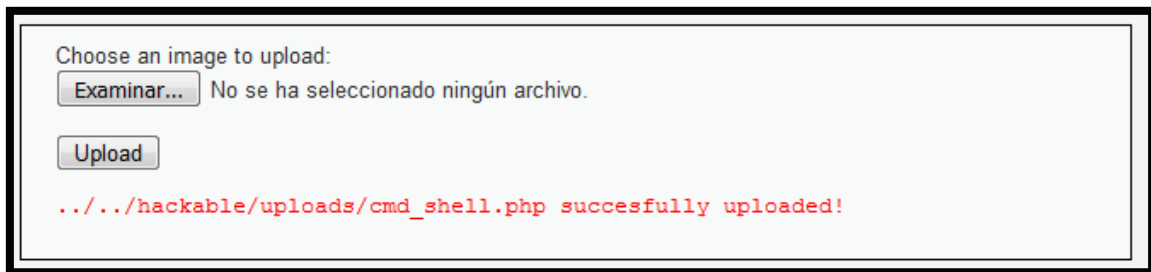 Choose an image to upload:
Examinar... No se ha seleccionado ningún archivo.
Upload
../../hackable/uploads/cmd_shell.php succesfully uploaded!